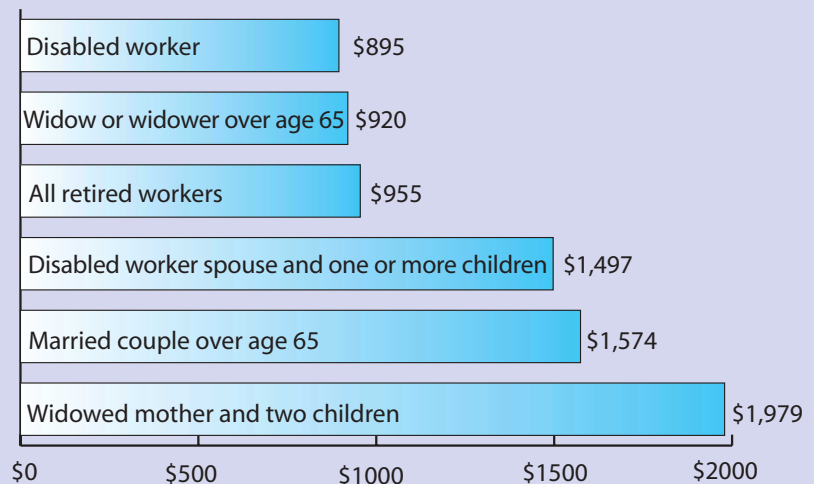 Disabled worker $895
Widow or widower over age 65 $920
All retired workers $955
Disabled worker spouse and one or more children $1,497
Married couple over age 65 $1,574
Widowed mother and two children $1,979
$0 $500 $1000 $1500 $2000